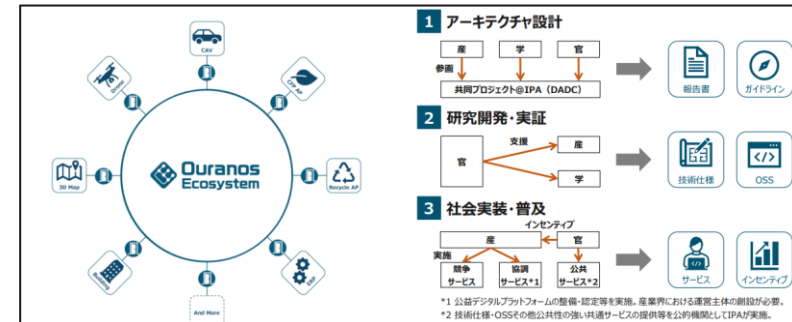 CAV
Drone
CFP AP
3D Map
Ouranos
Ecosystem
Recycle AP
Building
ERP
And More
1 アーキテクチャ設計
産 学 官
参画
共同プロジェクト@IPA（DADC）
報告書 ガイドライン
2 研究開発・実証
支援
官 産
学
技術仕様 OSS
3 社会実装・普及
インセンティブ
産 官
実施
競争 協調 公共
サービス サービス*1 サービス*2
サービス インセンティブ
*1 公益デジタルプラットフォームの整備・認定等を実施。産業界における運営主体の創設が必要。
*2 技術仕様・OSSその他公共性の強い共通サービスの提供等を公的機関としてIPAが実施。